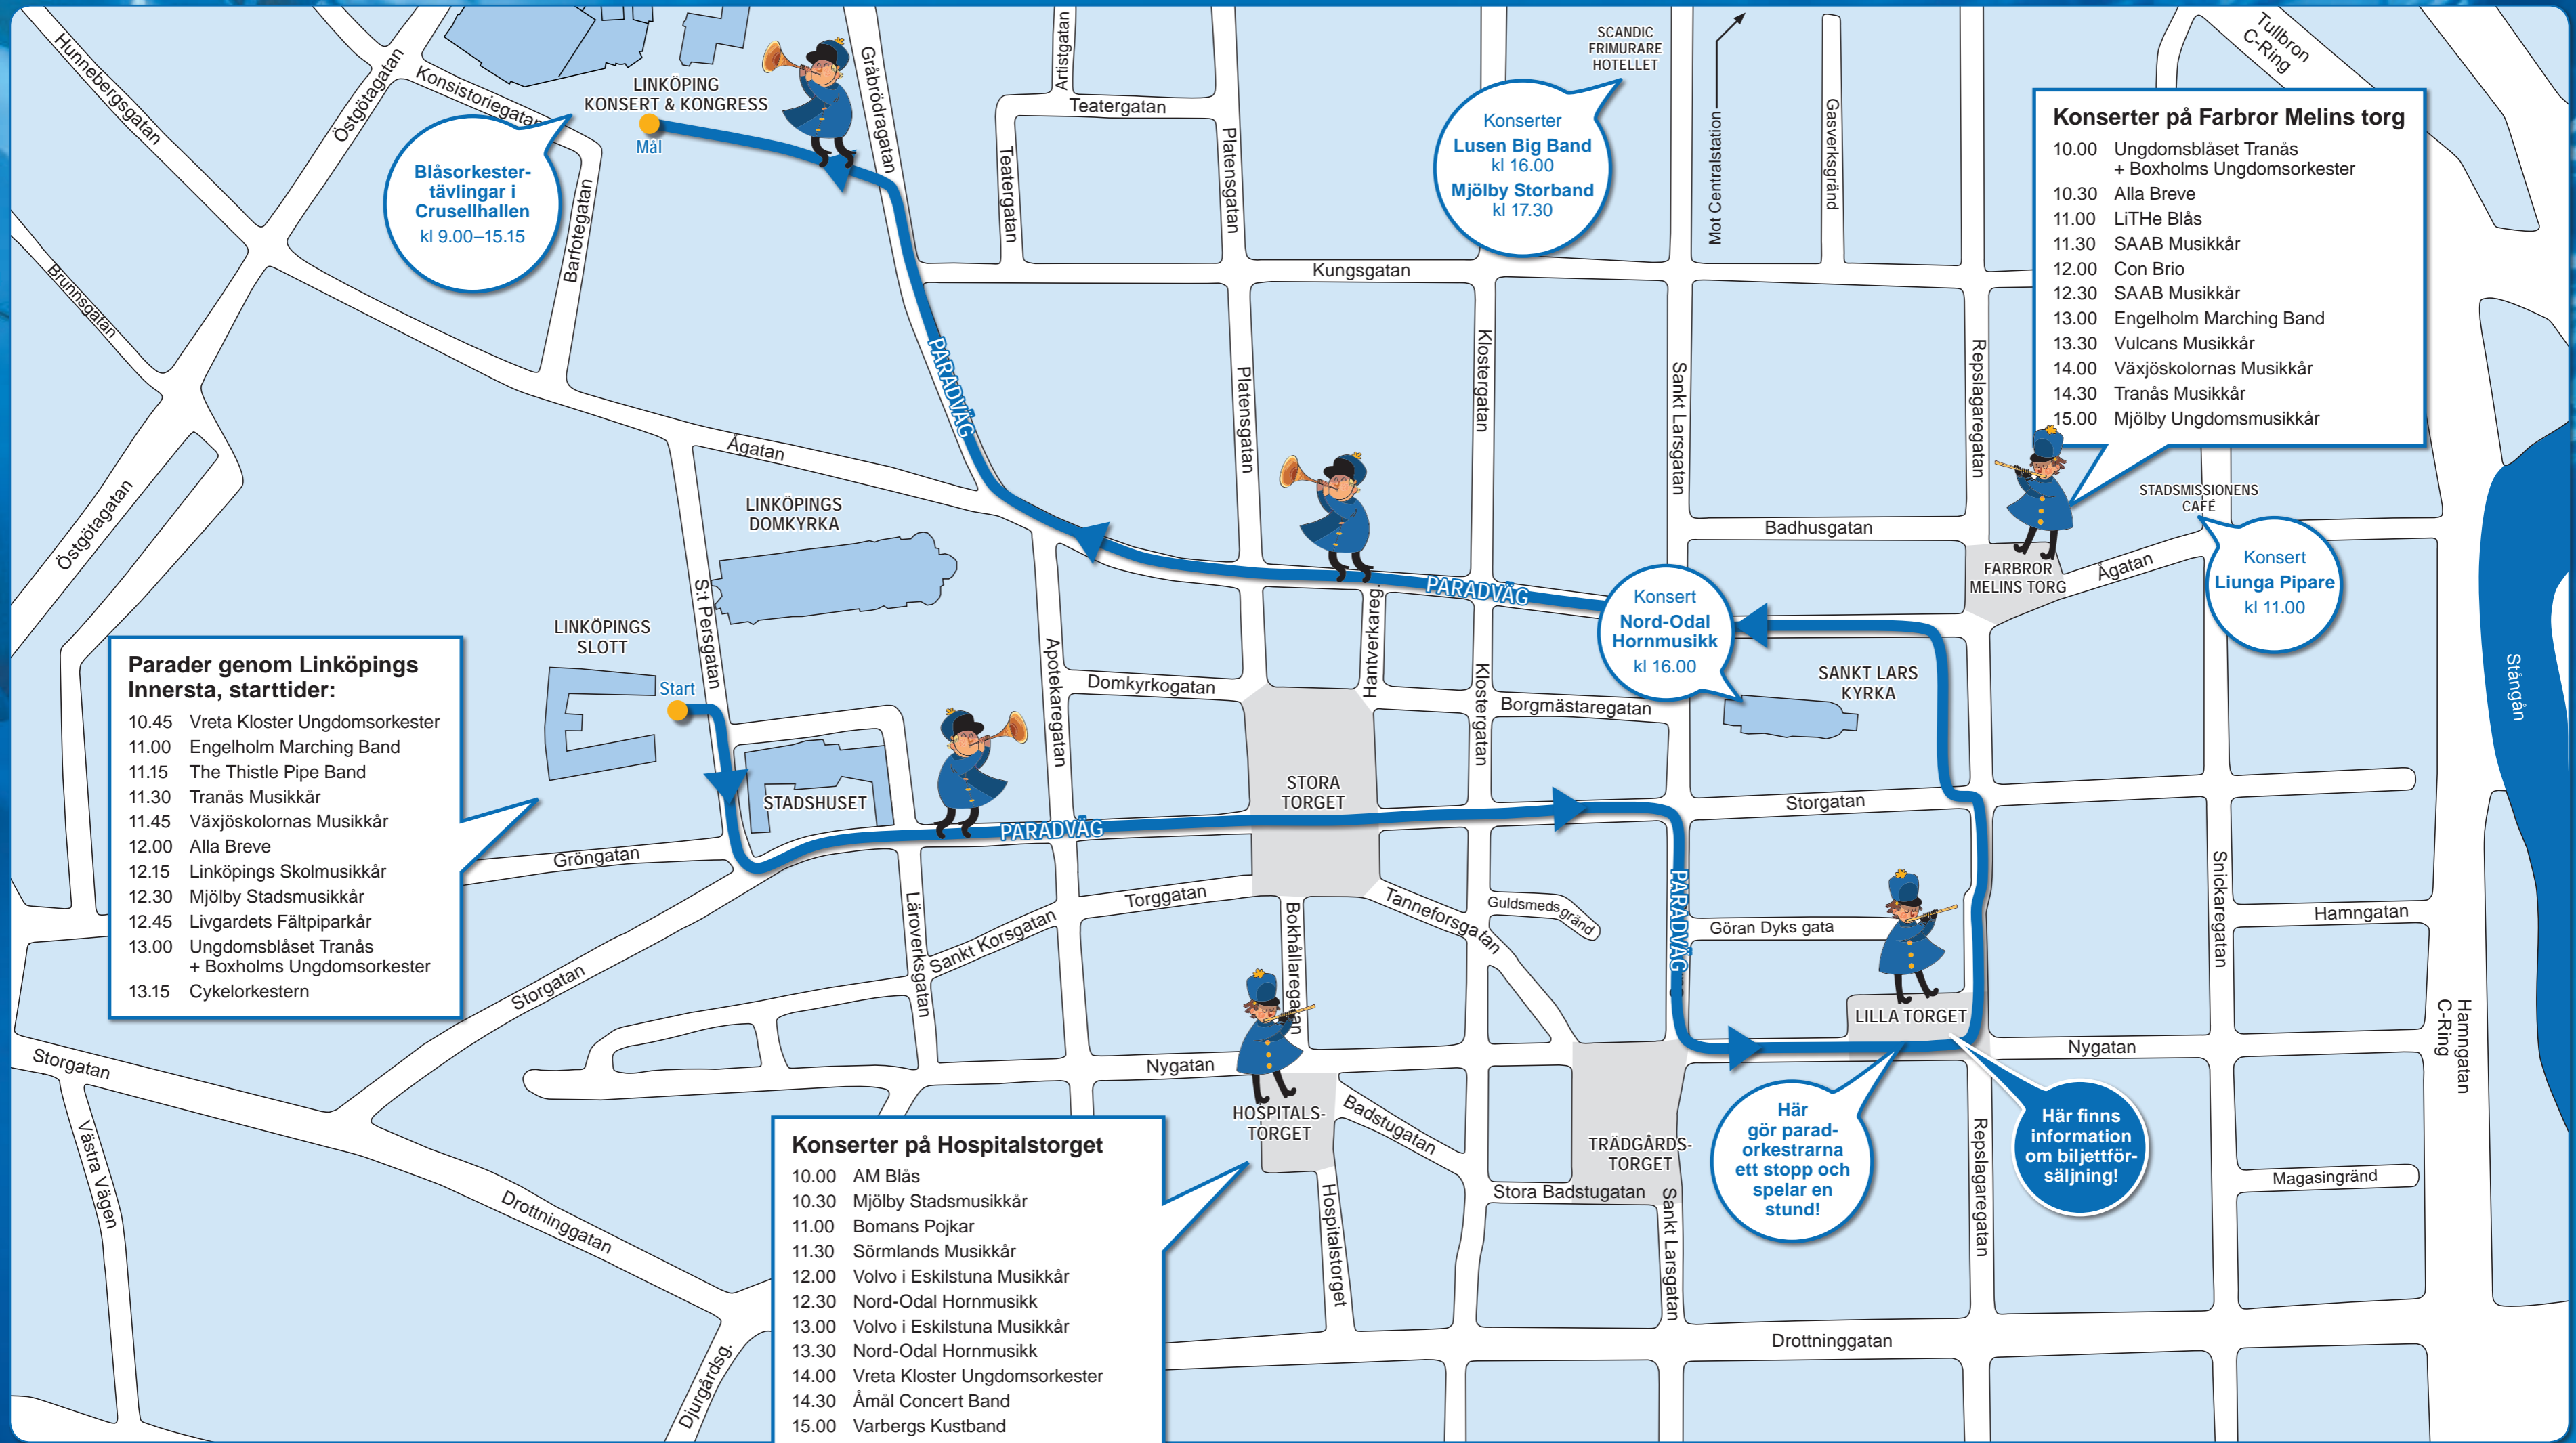 Hunnebergsgatan
Östgötagatan
Konsistoriegatan
LINKÖPING
KONSERT & KONGRESS
Mål
Gråbrödragatan
Artistgatan
Teatergatan
Teatergatan
Platensgatan
SCANDIC
FRIMURARE
HOTELLET
Mot Centralstation
Gasverksgränd
Tullbron
C-Ring
Blåsorkester-
tävlingar i
Crusellhallen
kl 9.00–15.15
Barfotegatan
Brunnsgatan
Konserter
Lusen Big Band
kl 16.00
Mjölby Storband
kl 17.30
Konserter på Farbror Melins torg
10.00 Ungdomsblåset Tranås
+ Boxholms Ungdomsorkester
10.30 Alla Breve
11.00 LiTHe Blås
11.30 SAAB Musikkår
12.00 Con Brio
12.30 SAAB Musikkår
13.00 Engelholm Marching Band
13.30 Vulcans Musikkår
14.00 Växjöskolornas Musikkår
14.30 Tranås Musikkår
15.00 Mjölby Ungdomsmusikkår
Kungsgatan
PARADVÄG
Platensgatan
Klostergatan
Sankt Larsgatan
Repslagaregatan
Ågatan
Östgötagatan
LINKÖPINGS
DOMKYRKA
Badhusgatan
STADSMISSIONENS
CAFÉ
FARBROR
MELINS TORG
Ågatan
Konsert
Liunga Pipare
kl 11.00
S:t Persgatan
PARADVÄG
Hantverkareg.
Konsert
Nord-Odal
Hornmusikk
kl 16.00
LINKÖPINGS
SLOTT
Start
Apotekaregatan
Domkyrkogatan
Klostergatan
Borgmästaregatan
SANKT LARS
KYRKA
Stångån
Parader genom Linköpings
Innersta, starttider:
10.45 Vreta Kloster Ungdomsorkester
11.00 Engelholm Marching Band
11.15 The Thistle Pipe Band
11.30 Tranås Musikkår
11.45 Växjöskolornas Musikkår
12.00 Alla Breve
12.15 Linköpings Skolmusikkår
12.30 Mjölby Stadsmusikkår
12.45 Livgardets Fältpiparkår
13.00 Ungdomsblåset Tranås
+ Boxholms Ungdomsorkester
13.15 Cykelorkestern
STADSHUSET
STORA
TORGET
Storgatan
PARADVÄG
Gröngatan
Läroverksgatan
Sankt Korsgatan
Torggatan
Bokhållaregatan
Tanneforsgatan
Guldsmedsgränd
PARADVÄG
Göran Dyks gata
Snickaregatan
Hamngatan
Storgatan
LILLA TORGET
Hamngatan
C-Ring
Storgatan
Nygatan
Nygatan
Västra Vägen
Drottninggatan
HOSPITALS-
TORGET
Badstugatan
TRÄDGÅRDS-
TORGET
Stora Badstugatan
Hospitalstorget
Sankt Larsgatan
Här
gör parad-
orkestrarna
ett stopp och
spelar en
stund!
Här finns
information
om biljettför-
säljning!
Repslagaregatan
Magasingränd
Konserter på Hospitalstorget
10.00 AM Blås
10.30 Mjölby Stadsmusikkår
11.00 Bomans Pojkar
11.30 Sörmlands Musikkår
12.00 Volvo i Eskilstuna Musikkår
12.30 Nord-Odal Hornmusikk
13.00 Volvo i Eskilstuna Musikkår
13.30 Nord-Odal Hornmusikk
14.00 Vreta Kloster Ungdomsorkester
14.30 Åmål Concert Band
15.00 Varbergs Kustband
Drottninggatan
Djurgårdsg.